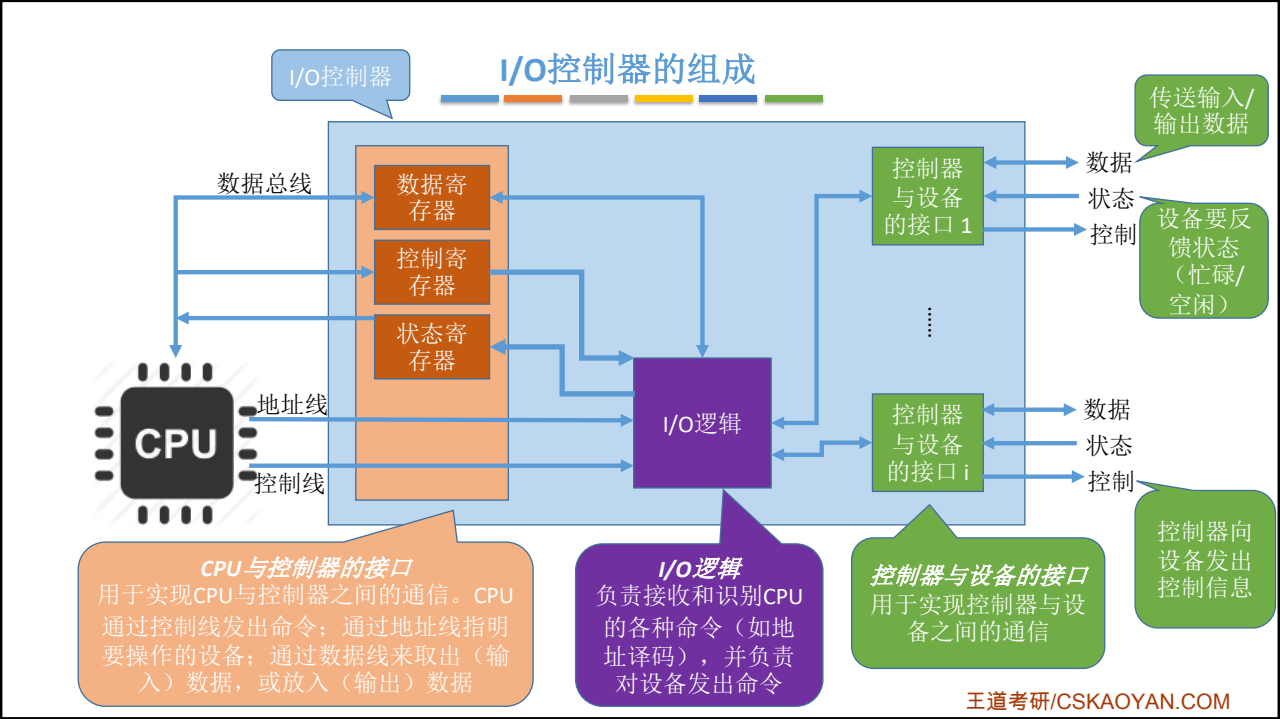 I/O控制器的组成
I/O控制器
数据总线
数据寄
存器
控制寄
存器
状态寄
存器
CPU
地址线
控制线
I/O逻辑
控制器
与设备
的接口 1
数据
状态
控制
传送输入/
输出数据
设备要反
馈状态
（忙碌/
空闲）
……
控制器
与设备
的接口 i
数据
状态
控制
控制器向
设备发出
控制信息
CPU与控制器的接口
用于实现CPU与控制器之间的通信。CPU
通过控制线发出命令；通过地址线指明
要操作的设备；通过数据线来取出（输
入）数据，或放入（输出）数据
I/O逻辑
负责接收和识别CPU
的各种命令（如地
址译码），并负责
对设备发出命令
控制器与设备的接口
用于实现控制器与设
备之间的通信
王道考研/CSKAOYAN.COM